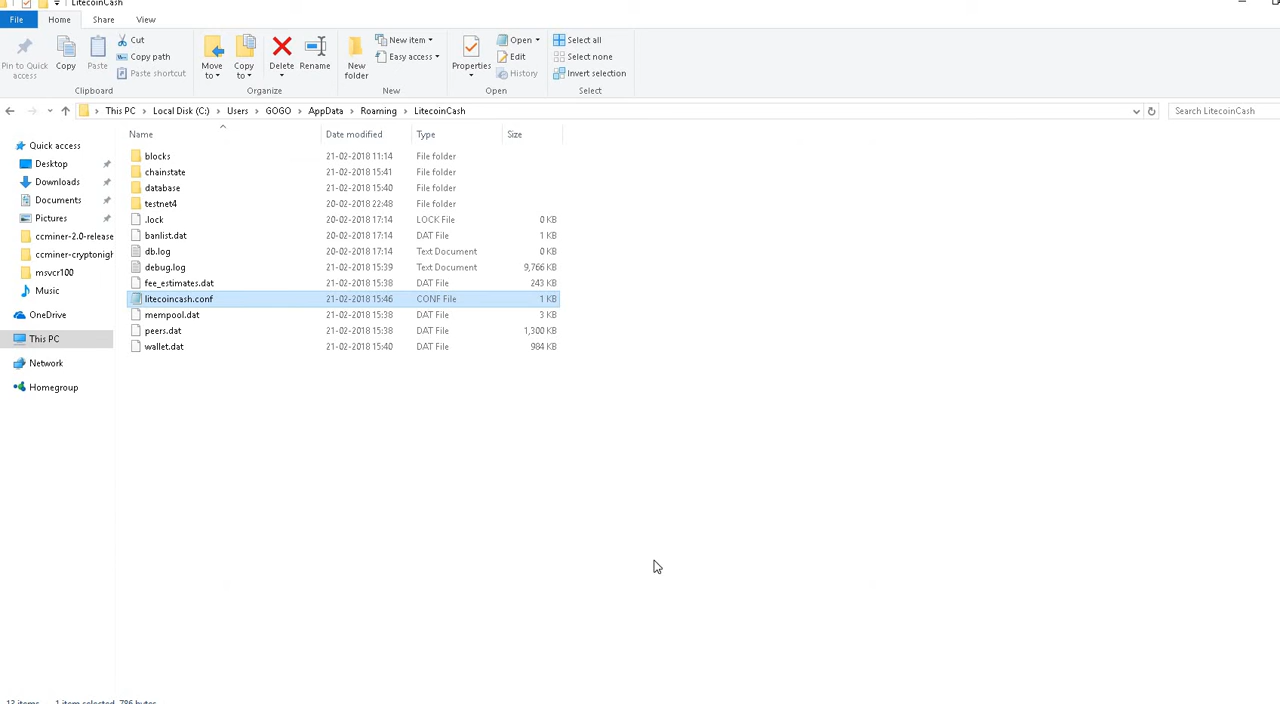 LitecoinCash
File Home Share View
Pin to Quick access
Copy
Paste
Cut
Copy path
Paste shortcut
Clipboard
Move to
Copy to
Delete
Rename
Organize
New folder
New item
Easy access
New
Properties
Open
Edit
History
Open
Select all
Select none
Invert selection
Select
This PC Local Disk (C:) Users GOGO AppData Roaming LitecoinCash Search LitecoinCash
Name Date modified Type Size
Quick access
Desktop
Downloads
Documents
Pictures
ccminer-2.0-release
ccminer-cryptonigh
msvcr100
Music
OneDrive
This PC
Network
Homegroup
blocks 21-02-2018 11:14 File folder
chainstate 21-02-2018 15:41 File folder
database 21-02-2018 15:40 File folder
testnet4 20-02-2018 22:48 File folder
.lock 20-02-2018 17:14 LOCK File 0 KB
banlist.dat 20-02-2018 17:14 DAT File 1 KB
db.log 20-02-2018 17:14 Text Document 0 KB
debug.log 21-02-2018 15:39 Text Document 9,766 KB
fee_estimates.dat 21-02-2018 15:38 DAT File 243 KB
litecoincash.conf 21-02-2018 15:46 CONF File 1 KB
mempool.dat 21-02-2018 15:38 DAT File 3 KB
peers.dat 21-02-2018 15:38 DAT File 1,300 KB
wallet.dat 21-02-2018 15:40 DAT File 984 KB
13 items 1 item selected 786 bytes